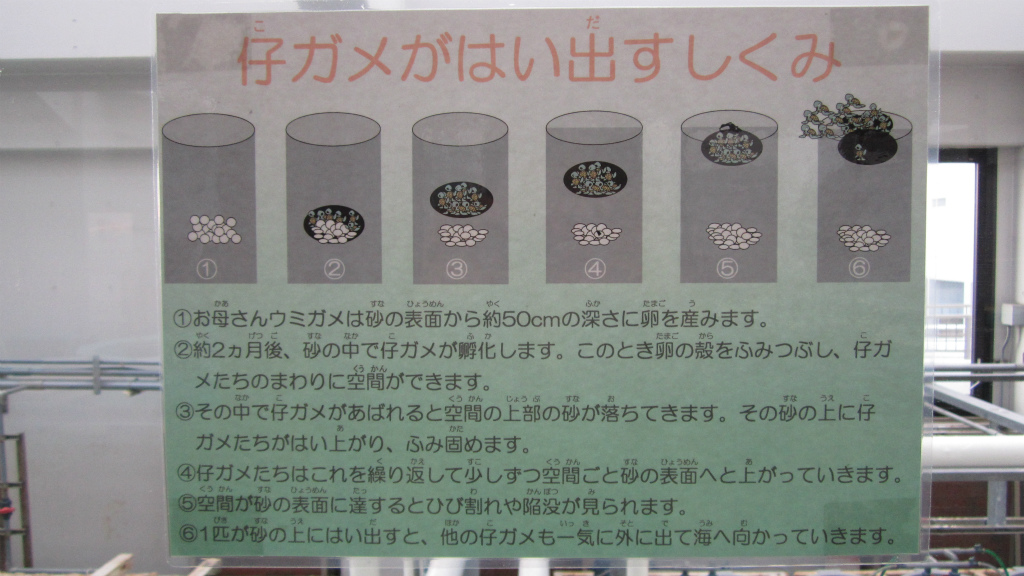 仔ガメがはい出すしくみ
① ② ③ ④ ⑤ ⑥
①お母さんウミガメは砂の表面から約50cmの深さに卵を産みます。
②約2ヵ月後、砂の中で仔ガメが孵化します。このとき卵の殻をふみつぶし、仔ガ
メたちのまわりに空間ができます。
③その中で仔ガメがあばれると空間の上部の砂が落ちてきます。その砂の上に仔
ガメたちがはい上がり、ふみ固めます。
④仔ガメたちはこれを繰り返して少しずつ空間ごと砂の表面へと上がっていきます。
⑤空間が砂の表面に達するとひび割れや陥没が見られます。
⑥1匹が砂の上にはい出すと、他の仔ガメも一気に外に出て海へ向かっていきます。